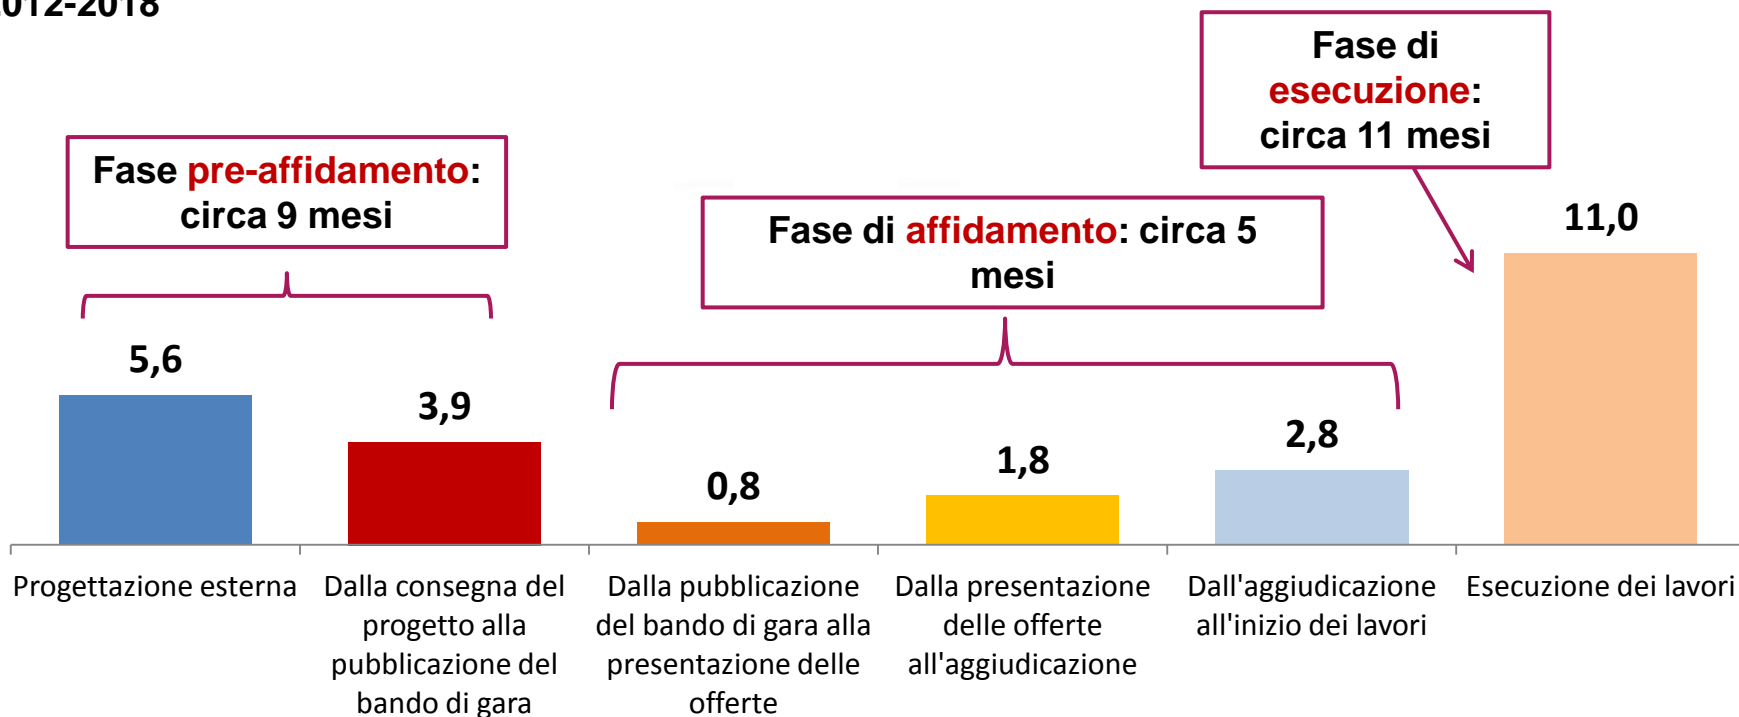 2012-2018
Fase di
esecuzione:
circa 11 mesi
Fase pre-affidamento:
circa 9 mesi
Fase di affidamento: circa 5
mesi
11,0
5,6
3,9
0,8
1,8
2,8
Progettazione esterna
Dalla consegna del
progetto alla
pubblicazione del
bando di gara
Dalla pubblicazione
del bando di gara alla
presentazione delle
offerte
Dalla presentazione
delle offerte
all'aggiudicazione
Dall'aggiudicazione
all'inizio dei lavori
Esecuzione dei lavori